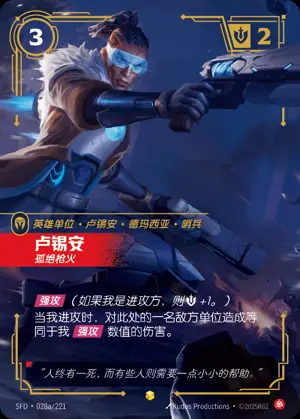 3
2
英雄单位·卢锡安·德玛西亚·哨兵
卢锡安
孤绝枪火
强攻（如果我是进攻方，则 +1。）
当我进攻时，对此处的一名敌方单位造成等
同于我 强攻 数值的伤害。
"人终有一死，而有些人则需要一点小小的帮助。"
SFD · 028a/221
Kudos Productions ©2025RGI